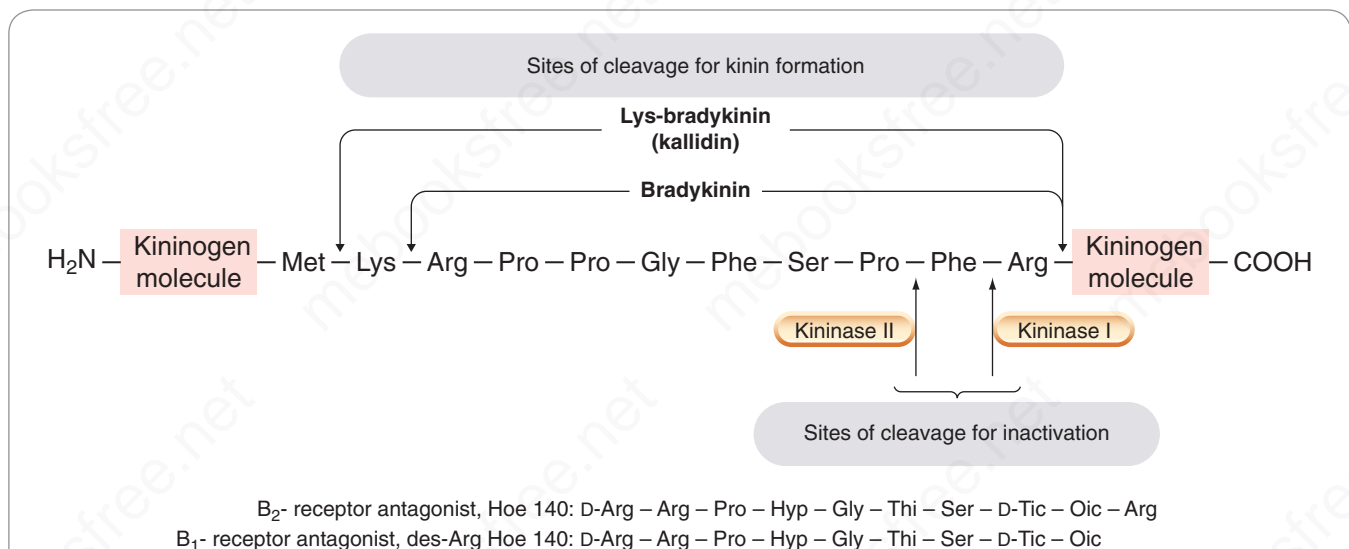 Sites of cleavage for kinin formation
Lys-bradykinin
(kallidin)
Bradykinin
H₂N – Kininogen molecule – Met – Lys – Arg – Pro – Pro – Gly – Phe – Ser – Pro – Phe – Arg – Kininogen molecule – COOH
Kininase II Kininase I
Sites of cleavage for inactivation
B₂- receptor antagonist, Hoe 140: D-Arg – Arg – Pro – Hyp – Gly – Thi – Ser – D-Tic – Oic – Arg
B₁- receptor antagonist, des-Arg Hoe 140: D-Arg – Arg – Pro – Hyp – Gly – Thi – Ser – D-Tic – Oic
mebooksfree.net